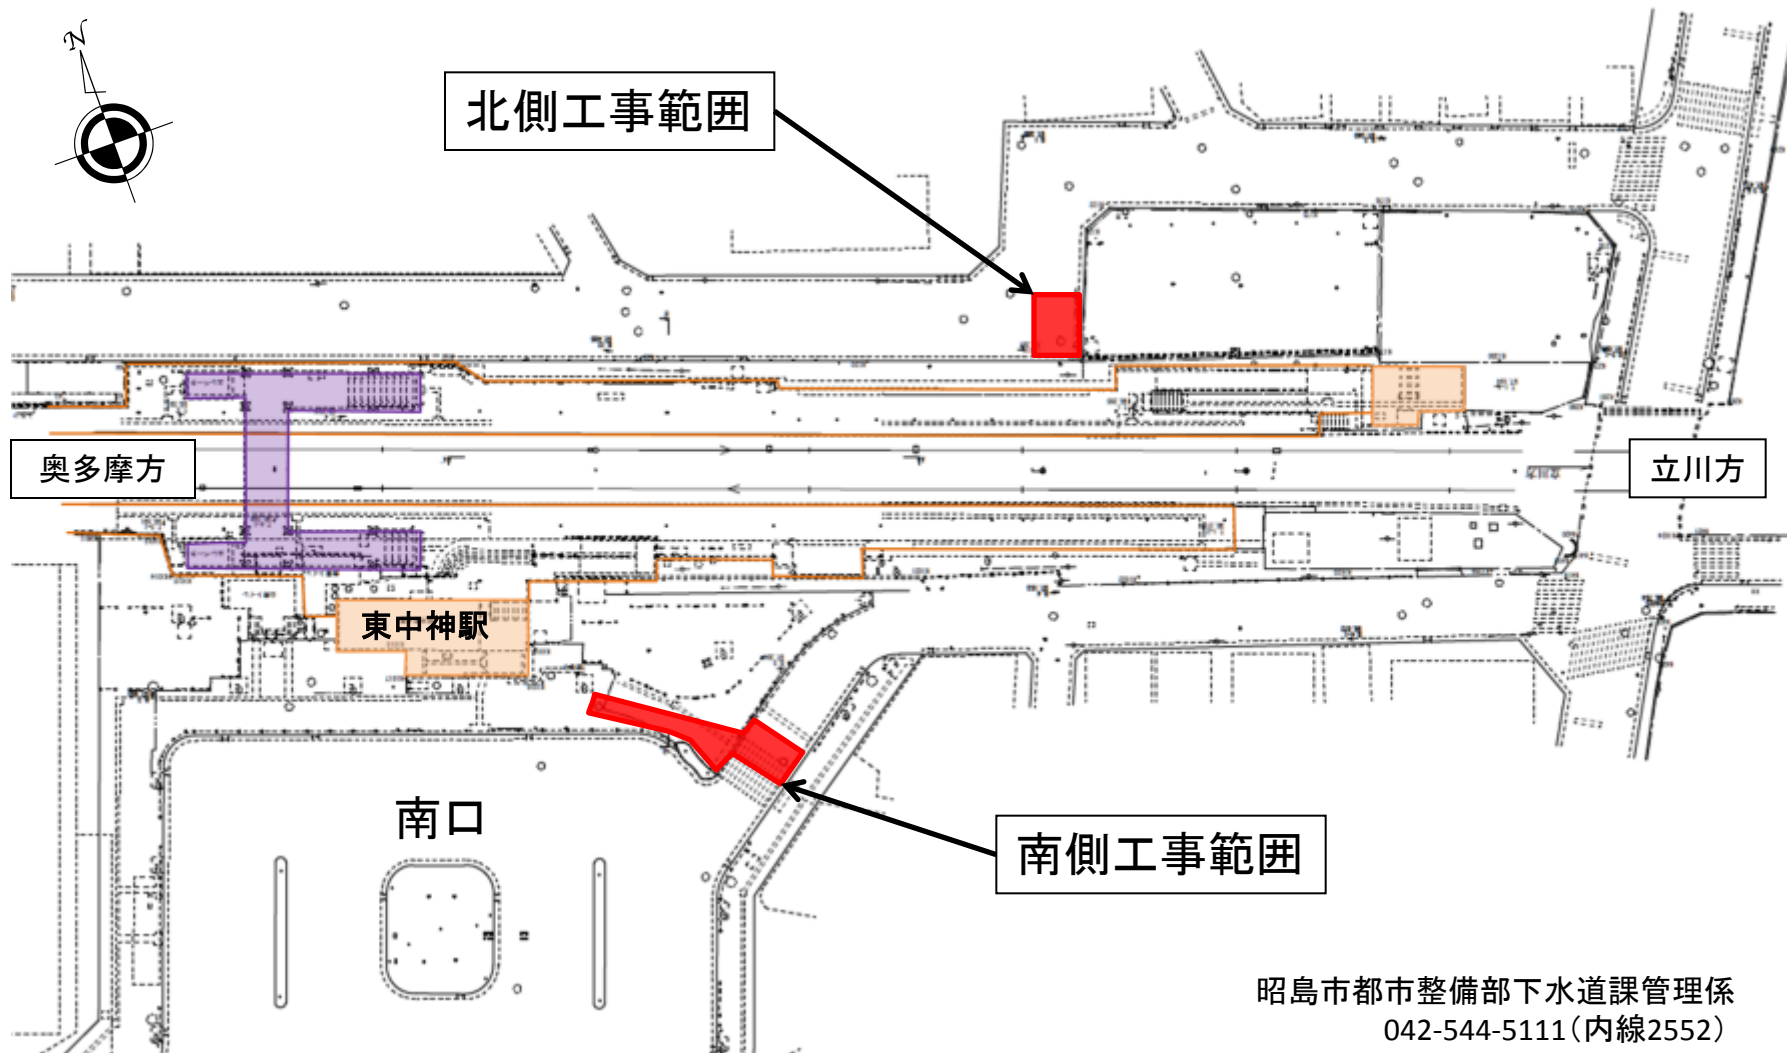 N
北側工事範囲
奥多摩方
立川方
東中神駅
南口
南側工事範囲
昭島市都市整備部下水道課管理係
042-544-5111（内線2552）